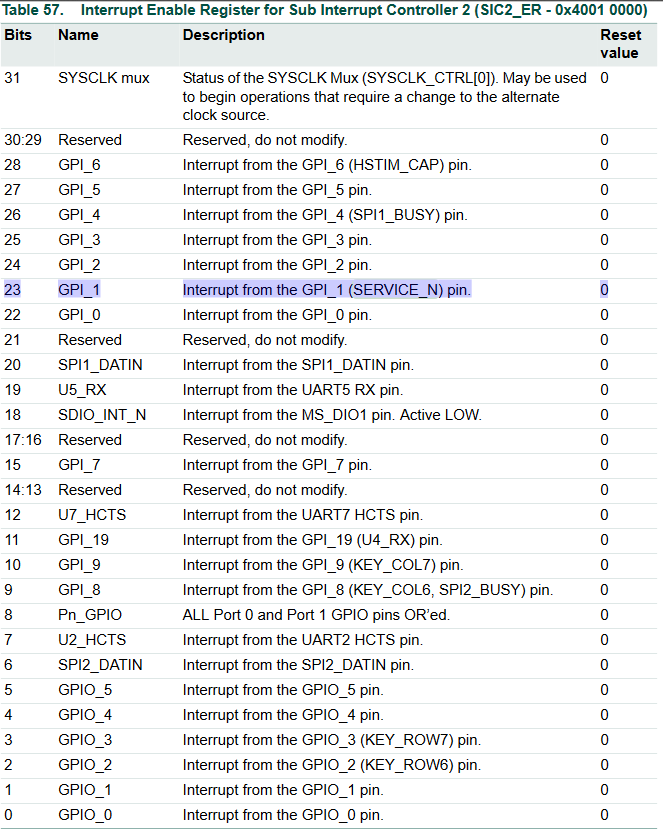 Table 57. Interrupt Enable Register for Sub Interrupt Controller 2 (SIC2_ER - 0x4001 0000)
Bits Name Description Reset
value
31 SYSCLK mux Status of the SYSCLK Mux (SYSCLK_CTRL[0]). May be used 0
to begin operations that require a change to the alternate
clock source.
30:29 Reserved Reserved, do not modify. 0
28 GPI_6 Interrupt from the GPI_6 (HSTIM_CAP) pin. 0
27 GPI_5 Interrupt from the GPI_5 pin. 0
26 GPI_4 Interrupt from the GPI_4 (SPI1_BUSY) pin. 0
25 GPI_3 Interrupt from the GPI_3 pin. 0
24 GPI_2 Interrupt from the GPI_2 pin. 0
23 GPI_1 Interrupt from the GPI_1 (SERVICE_N) pin. 0
22 GPI_0 Interrupt from the GPI_0 pin. 0
21 Reserved Reserved, do not modify. 0
20 SPI1_DATIN Interrupt from the SPI1_DATIN pin. 0
19 U5_RX Interrupt from the UART5 RX pin. 0
18 SDIO_INT_N Interrupt from the MS_DIO1 pin. Active LOW. 0
17:16 Reserved Reserved, do not modify. 0
15 GPI_7 Interrupt from the GPI_7 pin. 0
14:13 Reserved Reserved, do not modify. 0
12 U7_HCTS Interrupt from the UART7 HCTS pin. 0
11 GPI_19 Interrupt from the GPI_19 (U4_RX) pin. 0
10 GPI_9 Interrupt from the GPI_9 (KEY_COL7) pin. 0
9 GPI_8 Interrupt from the GPI_8 (KEY_COL6, SPI2_BUSY) pin. 0
8 Pn_GPIO ALL Port 0 and Port 1 GPIO pins OR’ed. 0
7 U2_HCTS Interrupt from the UART2 HCTS pin. 0
6 SPI2_DATIN Interrupt from the SPI2_DATIN pin. 0
5 GPIO_5 Interrupt from the GPIO_5 pin. 0
4 GPIO_4 Interrupt from the GPIO_4 pin. 0
3 GPIO_3 Interrupt from the GPIO_3 (KEY_ROW7) pin. 0
2 GPIO_2 Interrupt from the GPIO_2 (KEY_ROW6) pin. 0
1 GPIO_1 Interrupt from the GPIO_1 pin. 0
0 GPIO_0 Interrupt from the GPIO_0 pin. 0